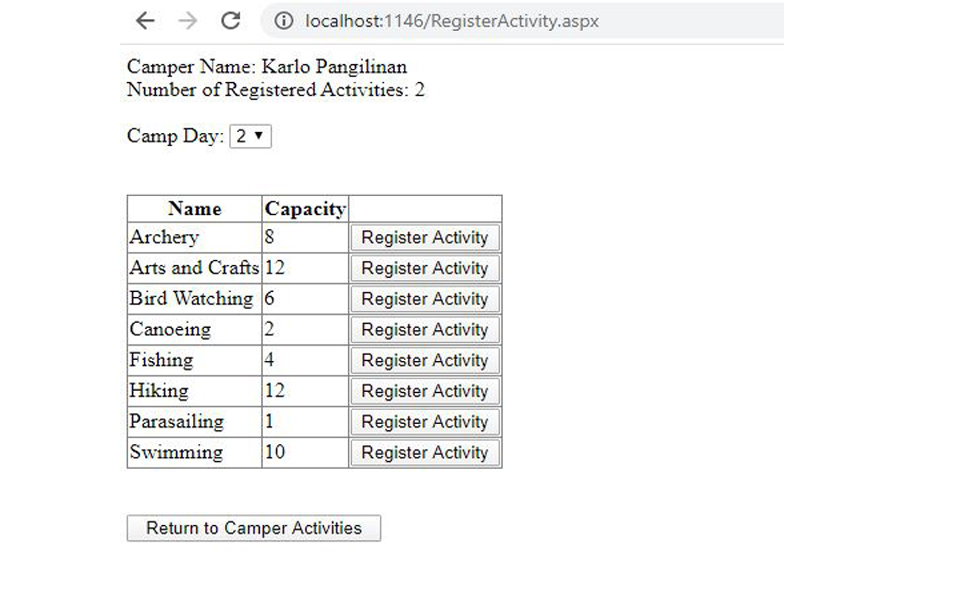 localhost:1146/RegisterActivity.aspx
Camper Name: Karlo Pangilinan
Number of Registered Activities: 2
Camp Day: 2
Name Capacity
Archery 8 Register Activity
Arts and Crafts 12 Register Activity
Bird Watching 6 Register Activity
Canoeing 2 Register Activity
Fishing 4 Register Activity
Hiking 12 Register Activity
Parasailing 1 Register Activity
Swimming 10 Register Activity
Return to Camper Activities